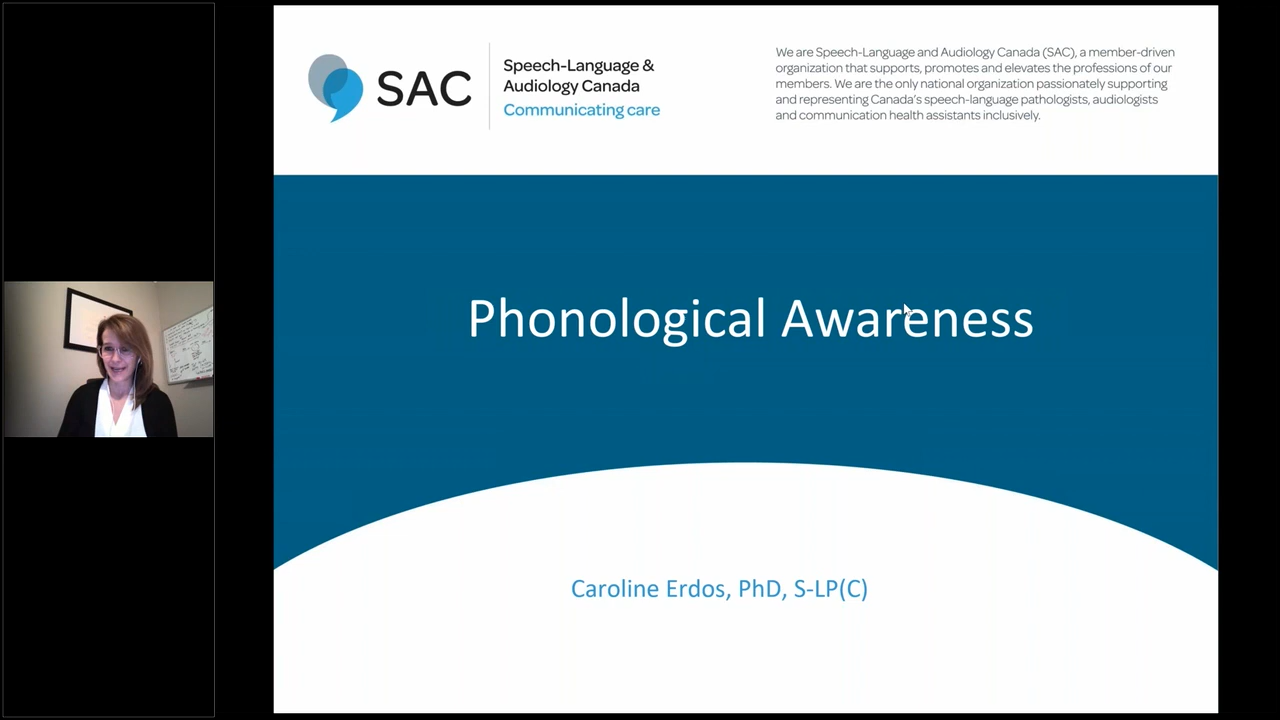 SAC
Speech-Language &
Audiology Canada
Communicating care
We are Speech-Language and Audiology Canada (SAC), a member-driven
organization that supports, promotes and elevates the professions of our
members. We are the only national organization passionately supporting
and representing Canada's speech-language pathologists, audiologists
and communication health assistants inclusively.
Phonological Awareness
Caroline Erdos, PhD, S-LP(C)